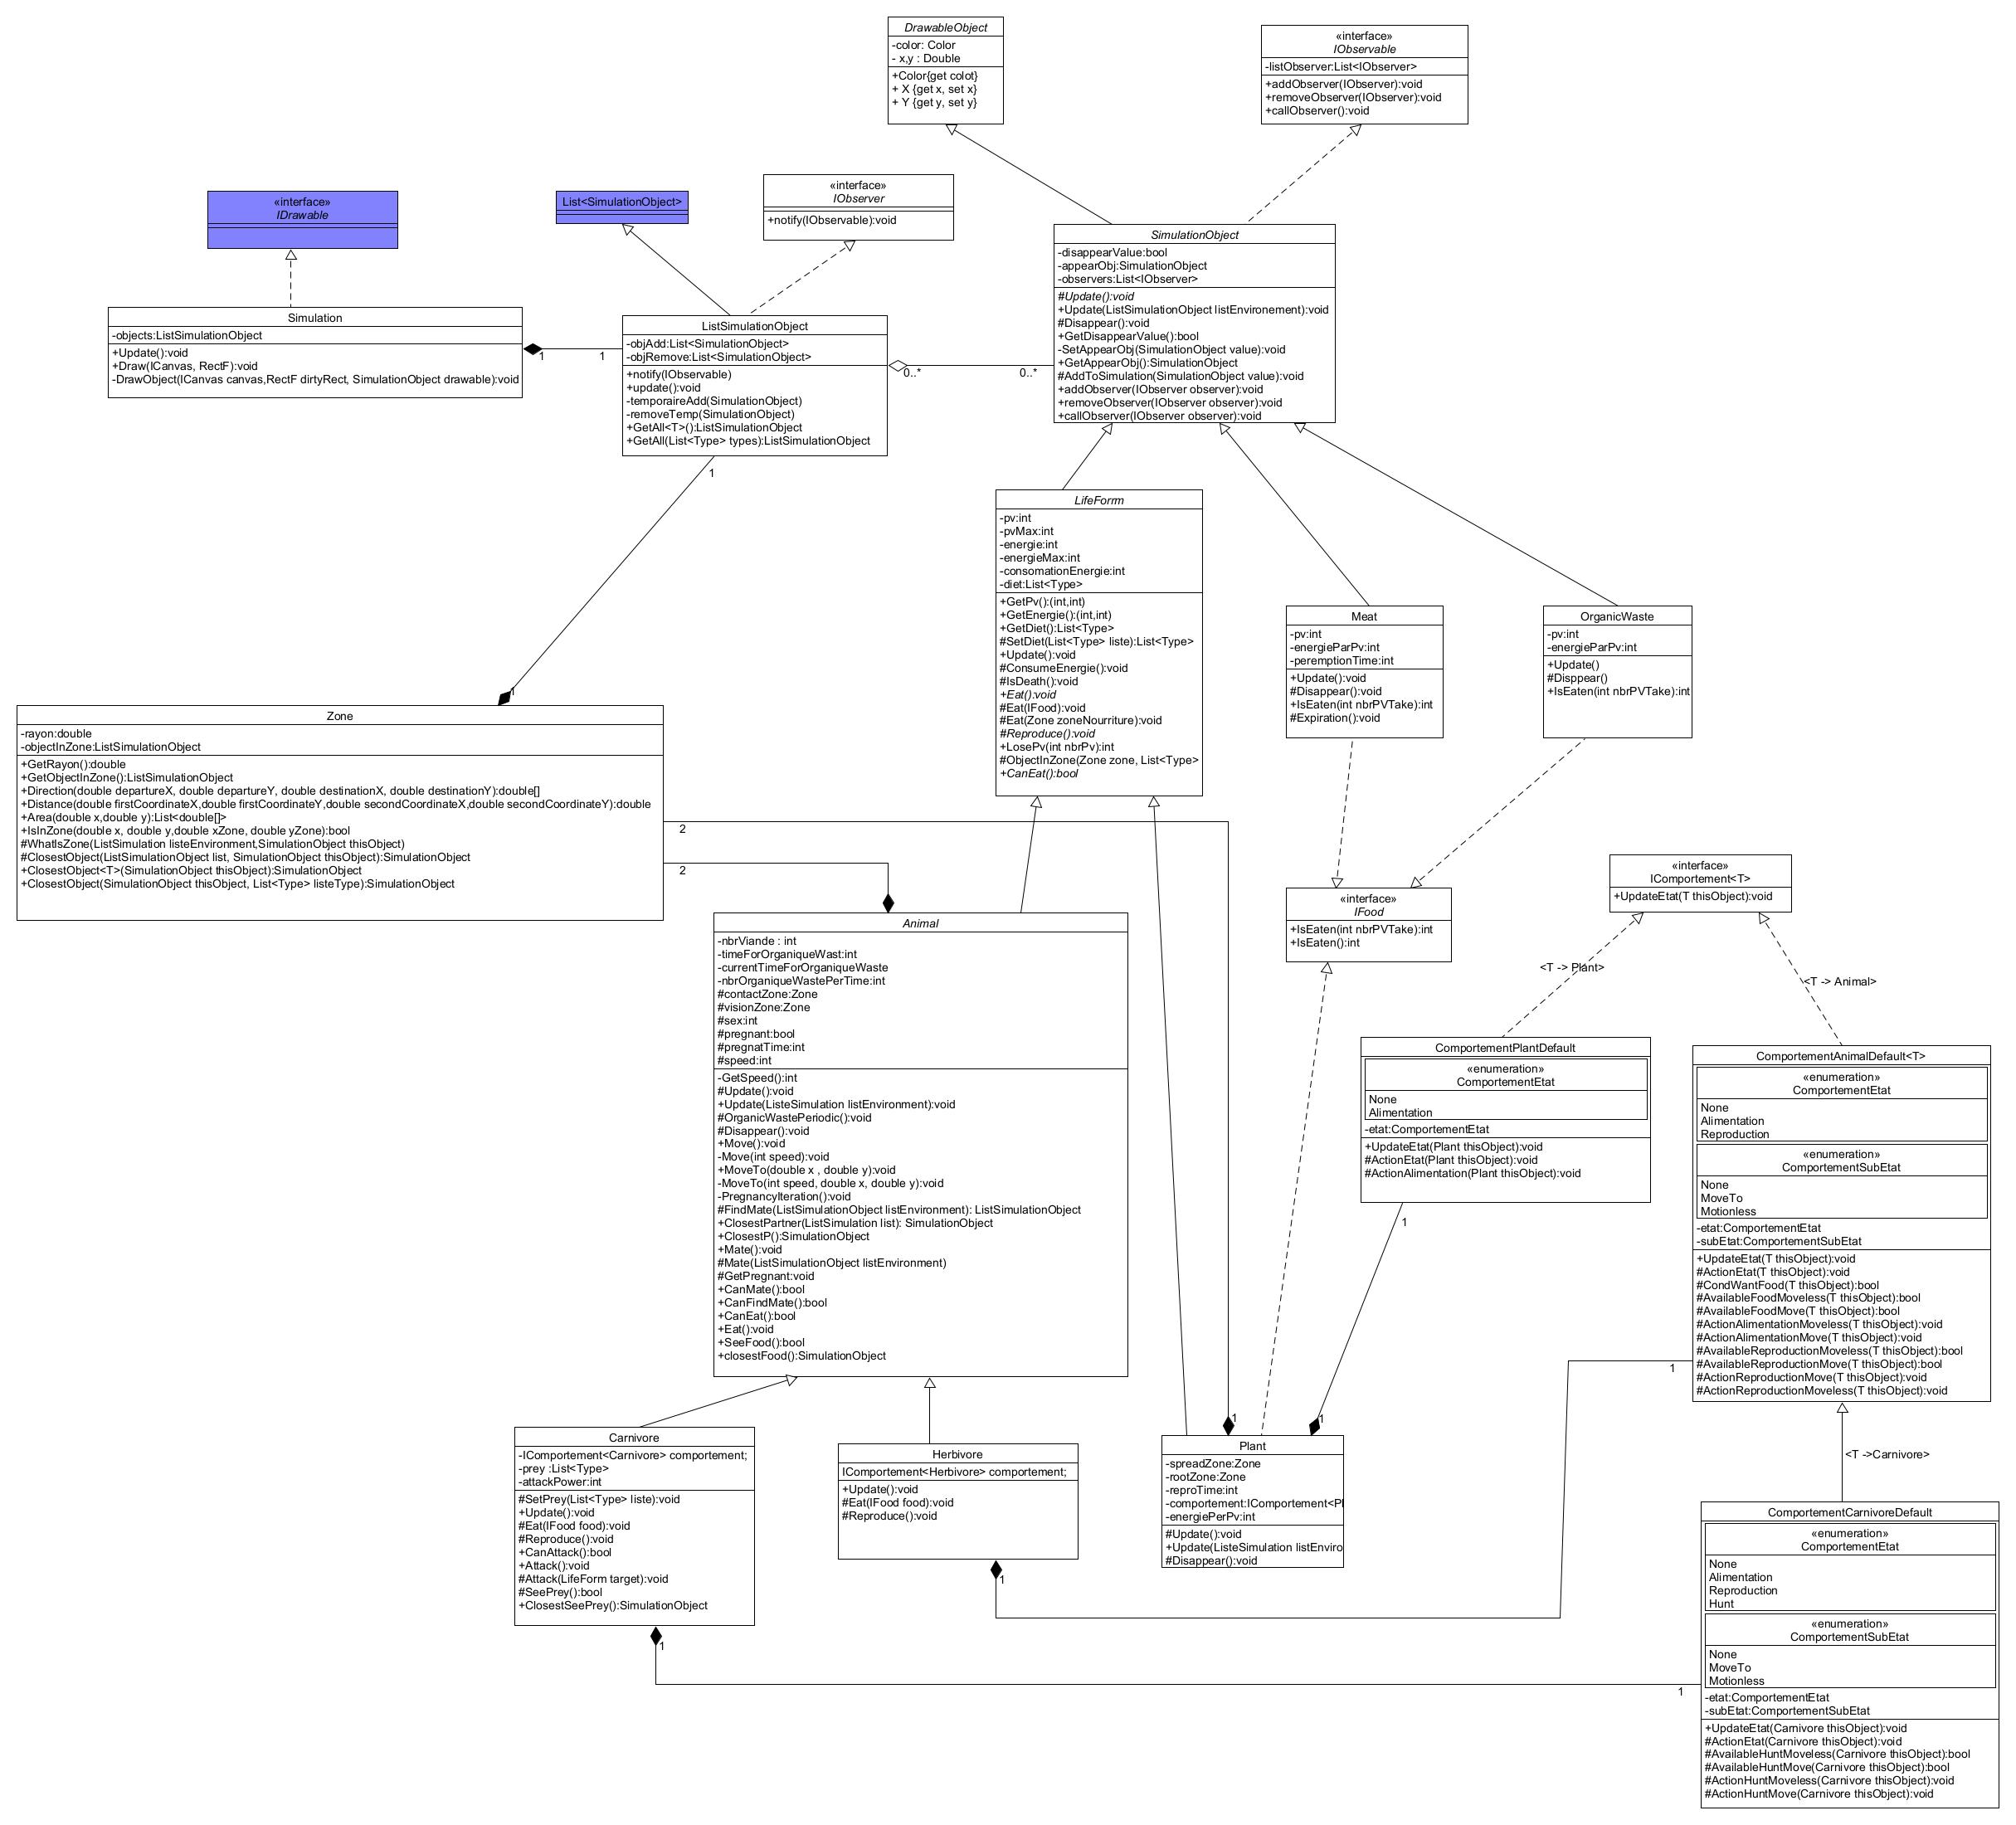 DrawableObject
-color: Color
- x,y : Double
+Color{get colot}
+ X {get x, set x}
+ Y {get y, set y}
«interface»
IObservable
-listObserver:List<IObserver>
+addObserver(IObserver):void
+removeObserver(IObserver):void
+callObserver():void
«interface»
IDrawable
List<SimulationObject>
«interface»
IObserver
+notify(IObservable):void
SimulationObject
-disappearValue:bool
-appearObj:SimulationObject
-observers:List<IObserver>
#Update():void
+Update(ListSimulationObject listEnvironement):void
#Disappear():void
+GetDisappearValue():bool
-SetAppearObj(SimulationObject value):void
+GetAppearObj():SimulationObject
#AddToSimulation(SimulationObject value):void
+addObserver(IObserver observer):void
+removeObserver(IObserver observer):void
+callObserver(IObserver observer):void
Simulation
-objects:ListSimulationObject
+Update():void
+Draw(ICanvas, RectF):void
-DrawObject(ICanvas canvas,RectF dirtyRect, SimulationObject drawable):void
1
1
ListSimulationObject
-objAdd:List<SimulationObject>
-objRemove:List<SimulationObject>
+notify(IObservable)
+update():void
-temporaireAdd(SimulationObject)
-removeTemp(SimulationObject)
+GetAll<T>():ListSimulationObject
+GetAll(List<Type> types):ListSimulationObject
0..*
0..*
1
1
LifeForm
-pv:int
-pvMax:int
-energie:int
-energieMax:int
-consomationEnergie:int
-diet:List<Type>
+GetPv():(int,int)
+GetEnergie():(int,int)
+GetDiet():List<Type>
#SetDiet(List<Type> liste):List<Type>
+Update():void
#ConsumeEnergie():void
#IsDeath():void
+Eat():void
#Eat(IFood):void
#Eat(Zone zoneNourriture):void
#Reproduce():void
+LosePv(int nbrPv):int
#ObjectInZone(Zone zone, List<Type>
+CanEat():bool
Meat
-pv:int
-energieParPv:int
-peremptionTime:int
+Update():void
#Disappear():void
+IsEaten(int nbrPVTake):int
#Expiration():void
OrganicWaste
-pv:int
-energieParPv:int
+Update()
#Disppear()
+IsEaten(int nbrPVTake):int
Zone
-rayon:double
-objectInZone:ListSimulationObject
+GetRayon():double
+GetObjectInZone():ListSimulationObject
+Direction(double departureX, double departureY, double destinationX, double destinationY):double[]
+Distance(double firstCoordinateX,double firstCoordinateY,double secondCoordinateX,double secondCoordinateY):double
+Area(double x,double y):List<double[]>
+IsInZone(double x, double y,double xZone, double yZone):bool
#WhatIsZone(ListSimulation listeEnvironment,SimulationObject thisObject)
#ClosestObject(ListSimulationObject list, SimulationObject thisObject):SimulationObject
+ClosestObject<T>(SimulationObject thisObject):SimulationObject
+ClosestObject(SimulationObject thisObject, List<Type> listeType):SimulationObject
2
2
«interface»
IFood
+IsEaten(int nbrPVTake):int
+IsEaten():int
«interface»
IComportement<T>
+UpdateEtat(T thisObject):void
<T -> Plant>
<T -> Animal>
Animal
-nbrViande : int
-timeForOrganiqueWast:int
-currentTimeForOrganiqueWaste
-nbrOrganiqueWastePerTime:int
#contactZone:Zone
#visionZone:Zone
#sex:int
#pregnant:bool
#pregnatTime:int
#speed:int
-GetSpeed():int
#Update():void
+Update(ListeSimulation listEnvironment):void
#OrganicWastePeriodic():void
#Disappear():void
+Move():void
-Move(int speed):void
+MoveTo(double x , double y):void
-MoveTo(int speed, double x, double y):void
-PregnancyIteration():void
#FindMate(ListSimulationObject listEnvironment): ListSimulationObject
+ClosestPartner(ListSimulation list): SimulationObject
+ClosestP():SimulationObject
+Mate():void
#Mate(ListSimulationObject listEnvironment)
#GetPregnant:void
+CanMate():bool
+CanFindMate():bool
+CanEat():bool
+Eat():void
+SeeFood():bool
+closestFood():SimulationObject
ComportementPlantDefault
«enumeration»
ComportementEtat
None
Alimentation
-etat:ComportementEtat
+UpdateEtat(Plant thisObject):void
#ActionEtat(Plant thisObject):void
#ActionAlimentation(Plant thisObject):void
1
1
ComportementAnimalDefault<T>
«enumeration»
ComportementEtat
None
Alimentation
Reproduction
«enumeration»
ComportementSubEtat
None
MoveTo
Motionless
-etat:ComportementEtat
-subEtat:ComportementSubEtat
+UpdateEtat(T thisObject):void
#ActionEtat(T thisObject):void
#CondWantFood(T thisObject):bool
#AvailableFoodMoveless(T thisObject):bool
#AvailableFoodMove(T thisObject):bool
#ActionAlimentationMoveless(T thisObject):void
#ActionAlimentationMove(T thisObject):void
#AvailableReproductionMoveless(T thisObject):bool
#AvailableReproductionMove(T thisObject):bool
#ActionReproductionMove(T thisObject):void
#ActionReproductionMoveless(T thisObject):void
1
<T ->Carnivore>
Carnivore
-IComportement<Carnivore> comportement;
-prey :List<Type>
-attackPower:int
#SetPrey(List<Type> liste):void
+Update():void
#Eat(IFood food):void
#Reproduce():void
+CanAttack():bool
+Attack():void
#Attack(LifeForm target):void
#SeePrey():bool
+ClosestSeePrey():SimulationObject
1
Herbivore
IComportement<Herbivore> comportement;
+Update():void
#Eat(IFood food):void
#Reproduce():void
1
1
Plant
-spreadZone:Zone
-rootZone:Zone
-reproTime:int
-comportement:IComportement<Pl
-energiePerPv:int
#Update():void
+Update(ListeSimulation listEnviro
#Disappear():void
ComportementCarnivoreDefault
«enumeration»
ComportementEtat
None
Alimentation
Reproduction
Hunt
«enumeration»
ComportementSubEtat
None
MoveTo
Motionless
-etat:ComportementEtat
-subEtat:ComportementSubEtat
+UpdateEtat(Carnivore thisObject):void
#ActionEtat(Carnivore thisObject):void
#AvailableHuntMoveless(Carnivore thisObject):bool
#AvailableHuntMove(Carnivore thisObject):bool
#ActionHuntMoveless(Carnivore thisObject):void
#ActionHuntMove(Carnivore thisObject):void
1